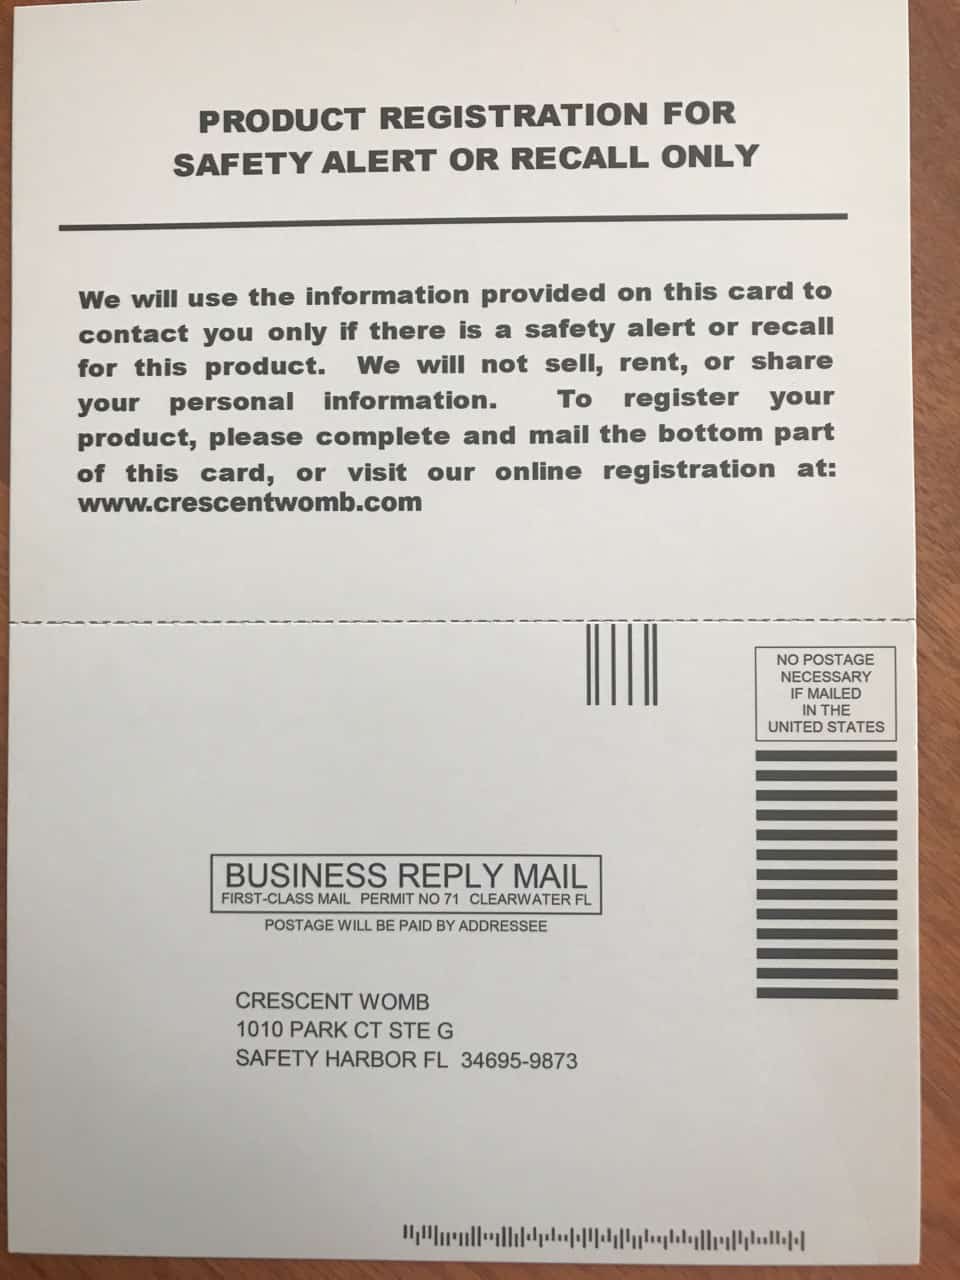 PRODUCT REGISTRATION FOR
SAFETY ALERT OR RECALL ONLY
We will use the information provided on this card to
contact you only if there is a safety alert or recall
for this product. We will not sell, rent, or share
your personal information. To register your
product, please complete and mail the bottom part
of this card, or visit our online registration at:
www.crescentwomb.com
NO POSTAGE
NECESSARY
IF MAILED
IN THE
UNITED STATES
BUSINESS REPLY MAIL
FIRST-CLASS MAIL PERMIT NO 71 CLEARWATER FL
POSTAGE WILL BE PAID BY ADDRESSEE
CRESCENT WOMB
1010 PARK CT STE G
SAFETY HARBOR FL 34695-9873